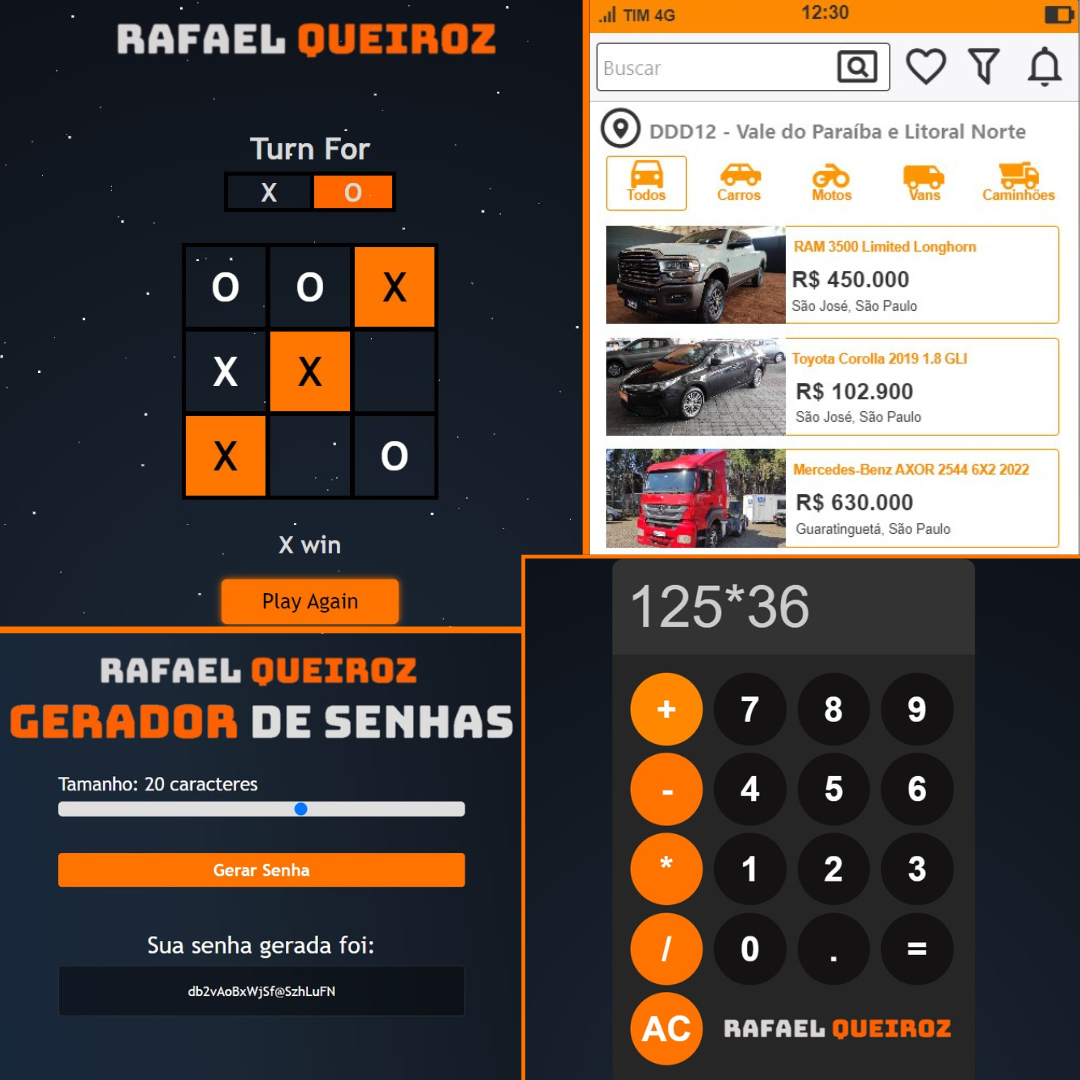 RAFAEL QUEIROZ
Turn For
X O
O O X
X X
X O
X win
Play Again
TIM 4G 12:30
Buscar
DDD12 - Vale do Paraíba e Litoral Norte
Todos Carros Motos Vans Caminhões
RAM 3500 Limited Longhorn
R$ 450.000
São José, São Paulo
Toyota Corolla 2019 1.8 GLI
R$ 102.900
São José, São Paulo
Mercedes-Benz AXOR 2544 6X2 2022
R$ 630.000
Guaratinguetá, São Paulo
RAFAEL QUEIROZ
GERADOR DE SENHAS
Tamanho: 20 caracteres
Gerar Senha
Sua senha gerada foi:
db2vAoBxWjSf@SzhLuFN
125*36
+ 7 8 9
- 4 5 6
* 1 2 3
/ 0 . =
AC RAFAEL QUEIROZ